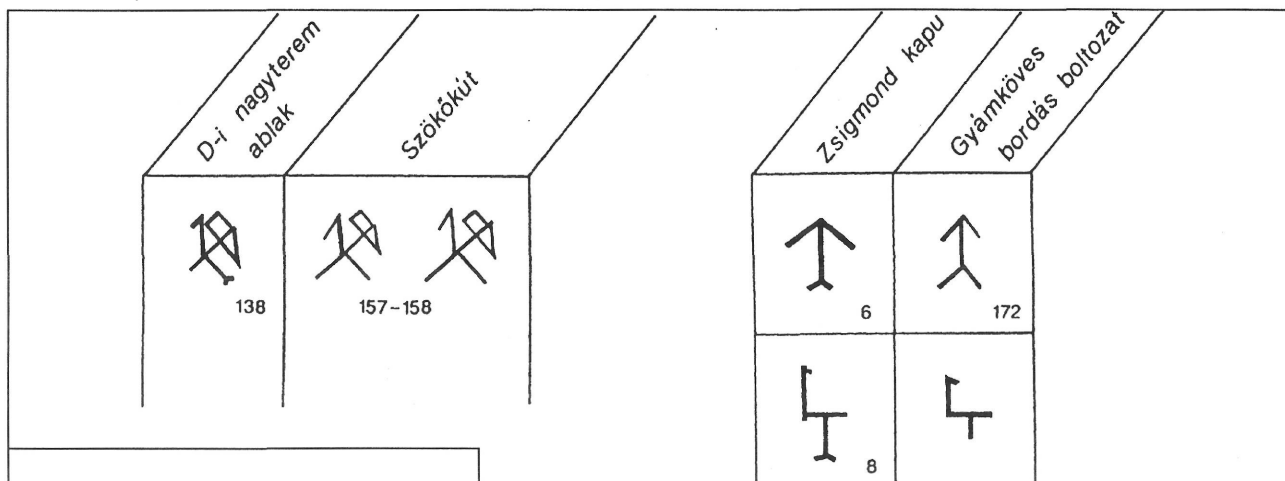 D-i nagyterem
ablak
Szökőkút
Zsigmond kapu
Gyámköves
bordás boltozat
138
157-158
6
172
8